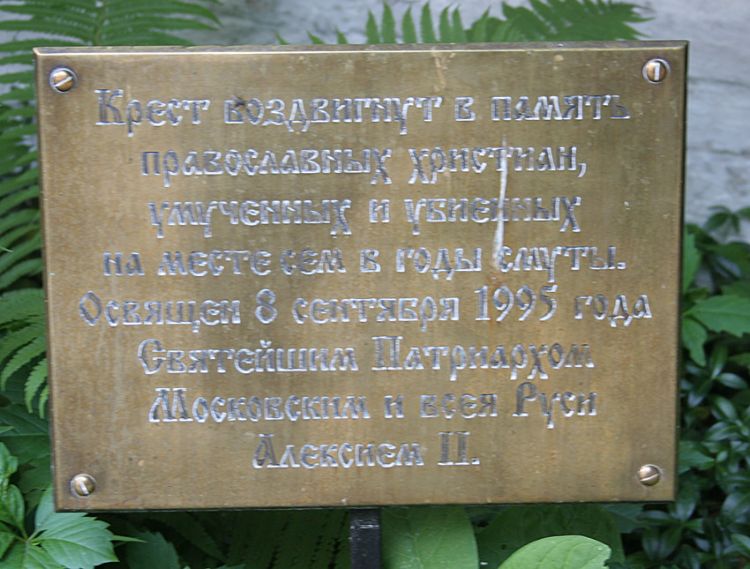 Крест воздвигнут в память
православных христиан,
умученных и убиенных
на месте сем в годы смуты.
Освящен 8 сентября 1995 года
Святейшим Патриархом
Московским и всея Руси
Алексием II.